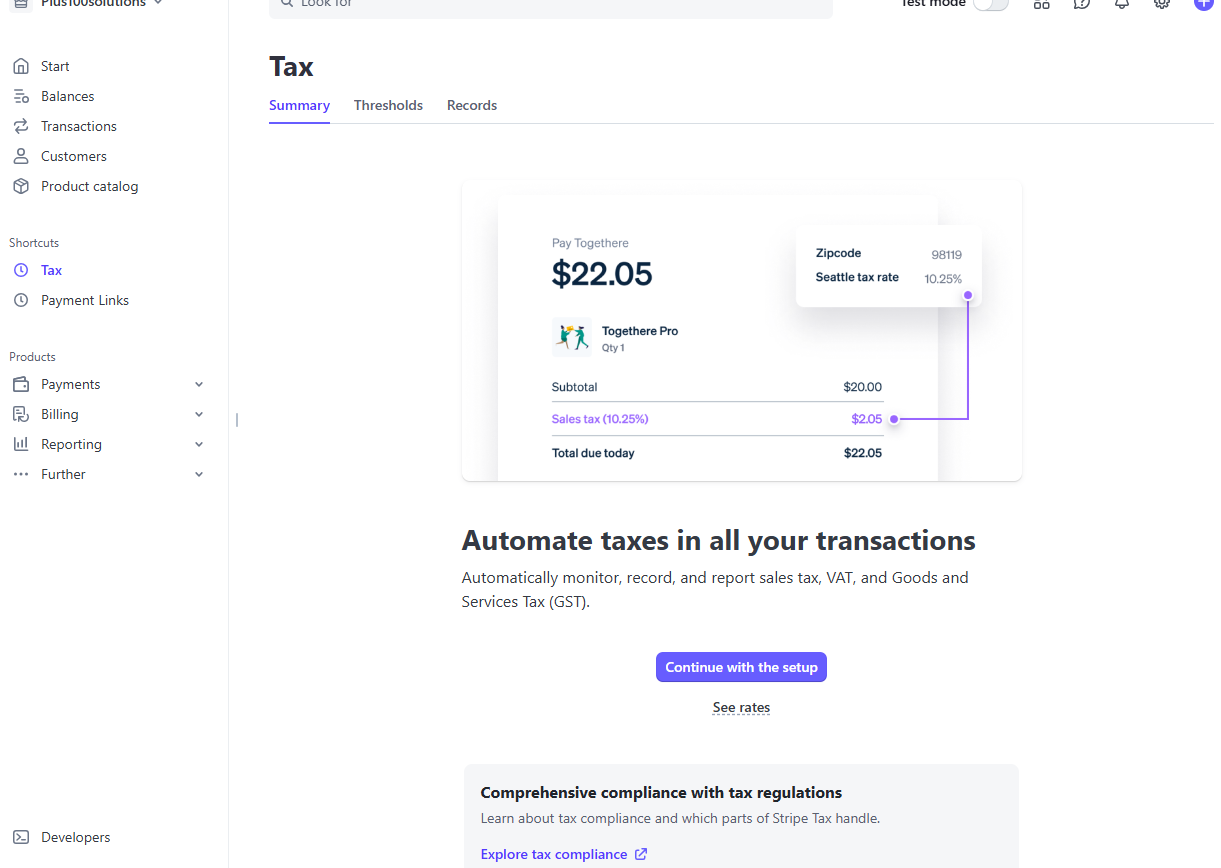 Plus100solutions
Look for
Test mode
Start
Balances
Transactions
Customers
Product catalog
Shortcuts
Tax
Payment Links
Products
Payments
Billing
Reporting
Further
Developers
Tax
Summary Thresholds Records
Pay Togethere
$22.05
Togethere Pro
Qty 1
Subtotal $20.00
Sales tax (10.25%) $2.05
Total due today $22.05
Zipcode 98119
Seattle tax rate 10.25%
Automate taxes in all your transactions
Automatically monitor, record, and report sales tax, VAT, and Goods and
Services Tax (GST).
Continue with the setup
See rates
Comprehensive compliance with tax regulations
Learn about tax compliance and which parts of Stripe Tax handle.
Explore tax compliance